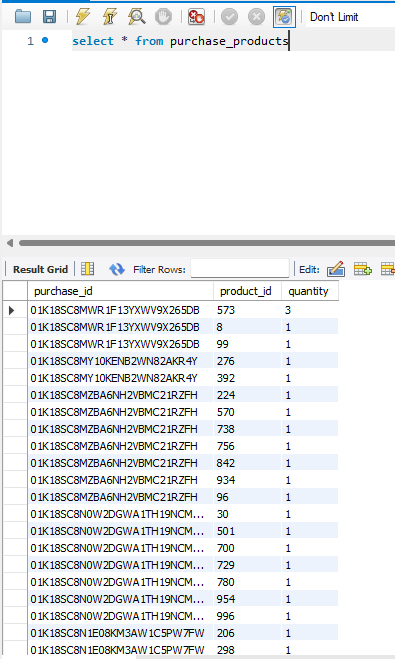 Don't Limit
1 select * from purchase_products
Result Grid Filter Rows: Edit:
purchase_id product_id quantity
01K18SC8MWR1F13YXWV9X265DB 573 3
01K18SC8MWR1F13YXWV9X265DB 8 1
01K18SC8MWR1F13YXWV9X265DB 99 1
01K18SC8MY10KENB2WN82AKR4Y 276 1
01K18SC8MY10KENB2WN82AKR4Y 392 1
01K18SC8MZBA6NH2VBMC21RZFH 224 1
01K18SC8MZBA6NH2VBMC21RZFH 570 1
01K18SC8MZBA6NH2VBMC21RZFH 738 1
01K18SC8MZBA6NH2VBMC21RZFH 756 1
01K18SC8MZBA6NH2VBMC21RZFH 842 1
01K18SC8MZBA6NH2VBMC21RZFH 934 1
01K18SC8MZBA6NH2VBMC21RZFH 96 1
01K18SC8N0W2DGWA1TH19NCM... 30 1
01K18SC8N0W2DGWA1TH19NCM... 501 1
01K18SC8N0W2DGWA1TH19NCM... 700 1
01K18SC8N0W2DGWA1TH19NCM... 729 1
01K18SC8N0W2DGWA1TH19NCM... 780 1
01K18SC8N0W2DGWA1TH19NCM... 954 1
01K18SC8N0W2DGWA1TH19NCM... 996 1
01K18SC8N1E08KM3AW1C5PW7FW 206 1
01K18SC8N1E08KM3AW1C5PW7FW 298 1